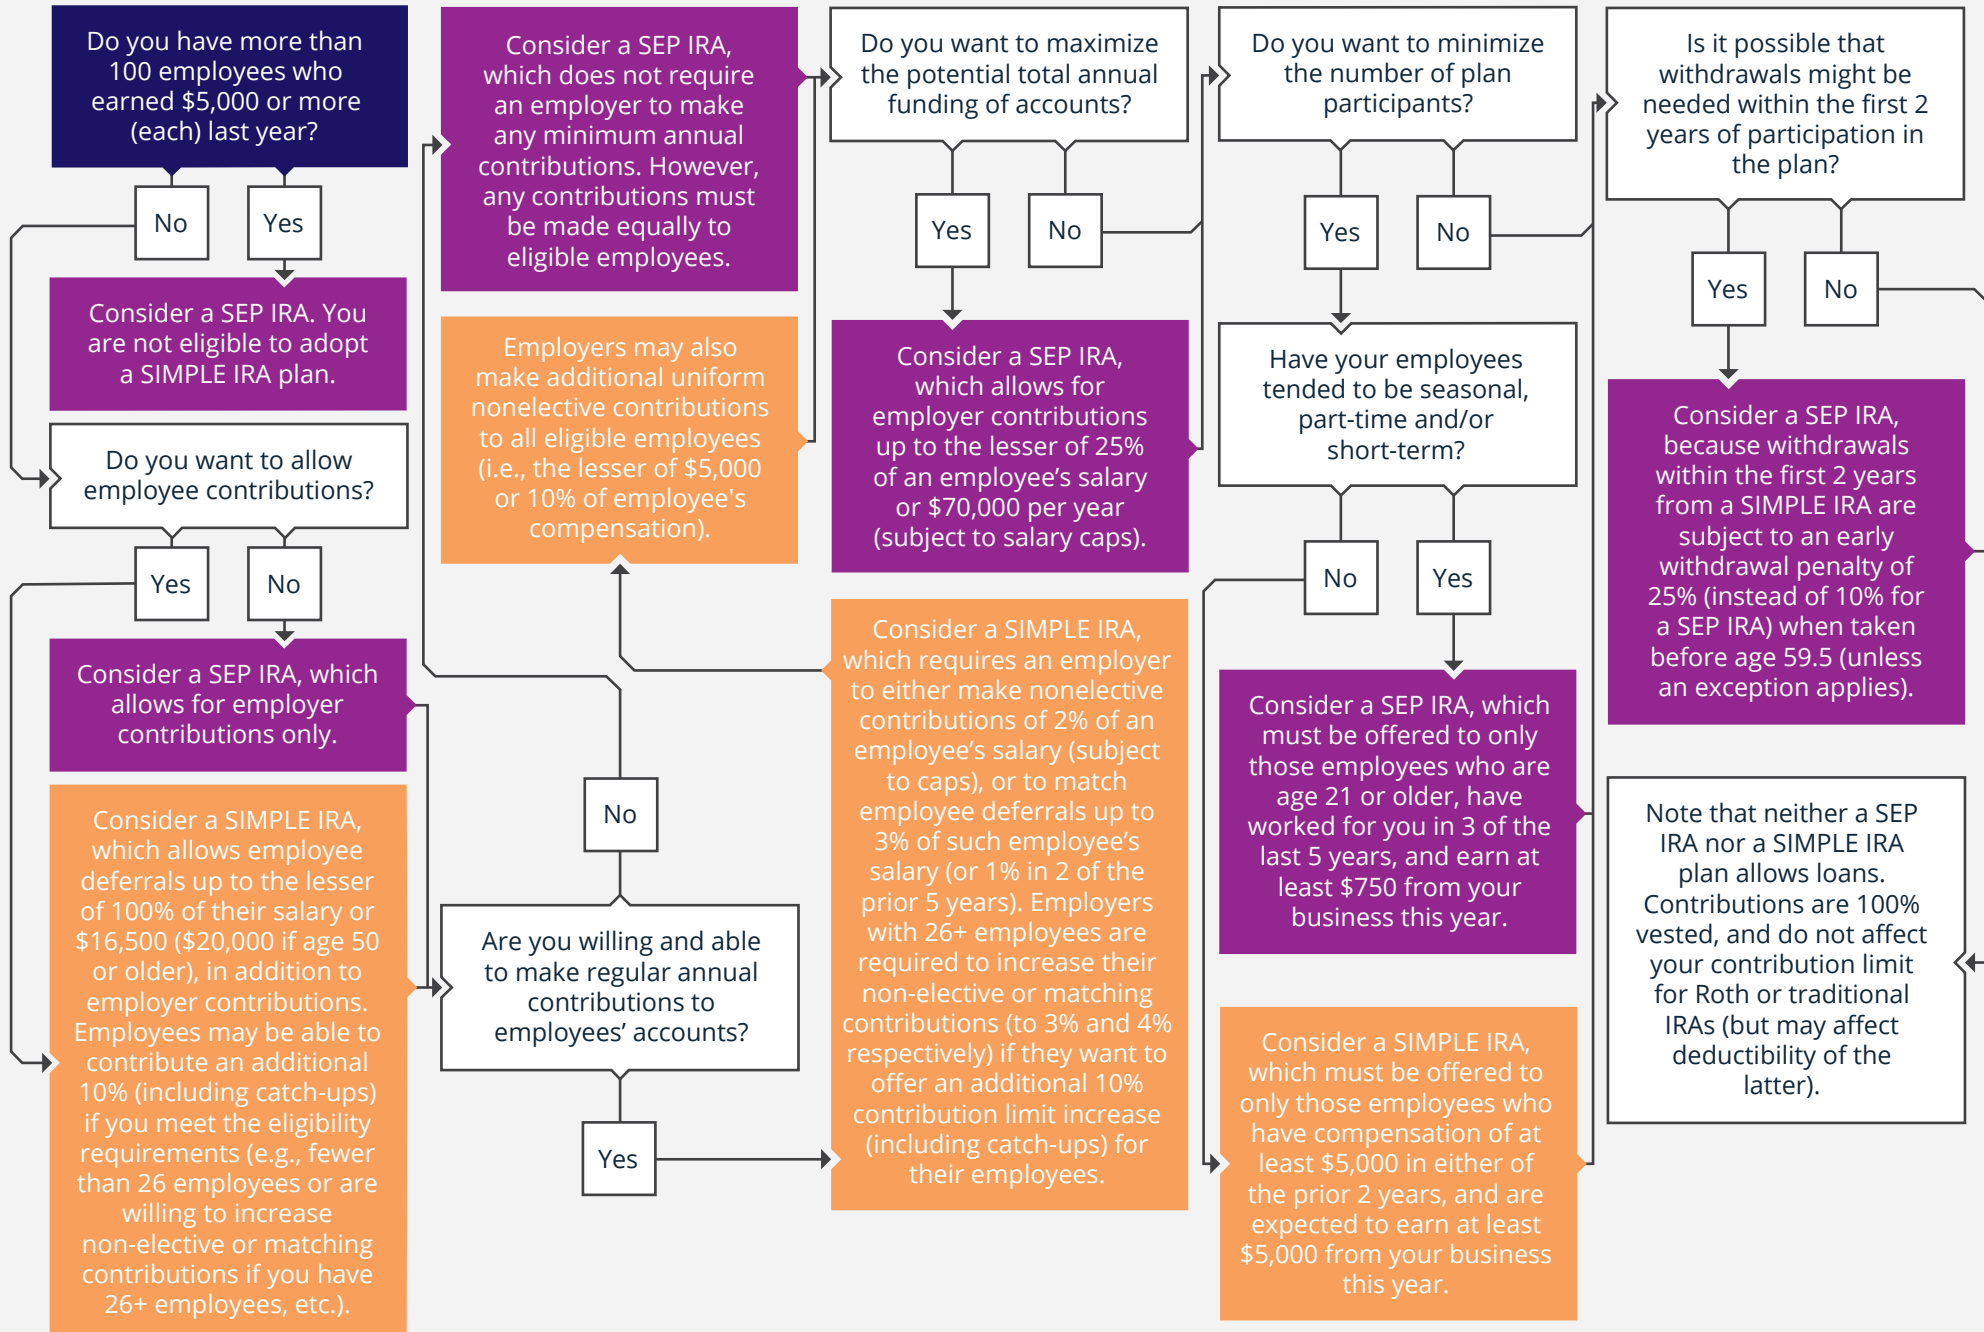 Do you have more than
100 employees who
earned $5,000 or more
(each) last year?
No
Yes
Consider a SEP IRA. You
are not eligible to adopt
a SIMPLE IRA plan.
Do you want to allow
employee contributions?
Yes
No
Consider a SEP IRA, which
allows for employer
contributions only.
Consider a SIMPLE IRA,
which allows employee
deferrals up to the lesser
of 100% of their salary or
$16,500 ($20,000 if age 50
or older), in addition to
employer contributions.
Employees may be able to
contribute an additional
10% (including catch-ups)
if you meet the eligibility
requirements (e.g., fewer
than 26 employees or are
willing to increase
non-elective or matching
contributions if you have
26+ employees, etc.).
Consider a SEP IRA,
which does not require
an employer to make
any minimum annual
contributions. However,
any contributions must
be made equally to
eligible employees.
Employers may also
make additional uniform
nonelective contributions
to all eligible employees
(i.e., the lesser of $5,000
or 10% of employee's
compensation).
No
Are you willing and able
to make regular annual
contributions to
employees’ accounts?
Yes
Do you want to maximize
the potential total annual
funding of accounts?
Yes
No
Consider a SEP IRA,
which allows for
employer contributions
up to the lesser of 25%
of an employee’s salary
or $70,000 per year
(subject to salary caps).
Consider a SIMPLE IRA,
which requires an employer
to either make nonelective
contributions of 2% of an
employee’s salary (subject
to caps), or to match
employee deferrals up to
3% of such employee’s
salary (or 1% in 2 of the
prior 5 years). Employers
with 26+ employees are
required to increase their
non-elective or matching
contributions (to 3% and 4%
respectively) if they want to
offer an additional 10%
contribution limit increase
(including catch-ups) for
their employees.
Do you want to minimize
the number of plan
participants?
Yes
No
Have your employees
tended to be seasonal,
part-time and/or
short-term?
No
Yes
Consider a SEP IRA, which
must be offered to only
those employees who are
age 21 or older, have
worked for you in 3 of the
last 5 years, and earn at
least $750 from your
business this year.
Consider a SIMPLE IRA,
which must be offered to
only those employees who
have compensation of at
least $5,000 in either of
the prior 2 years, and are
expected to earn at least
$5,000 from your business
this year.
Is it possible that
withdrawals might be
needed within the first 2
years of participation in
the plan?
Yes
No
Consider a SEP IRA,
because withdrawals
within the first 2 years
from a SIMPLE IRA are
subject to an early
withdrawal penalty of
25% (instead of 10% for
a SEP IRA) when taken
before age 59.5 (unless
an exception applies).
Note that neither a SEP
IRA nor a SIMPLE IRA
plan allows loans.
Contributions are 100%
vested, and do not affect
your contribution limit
for Roth or traditional
IRAs (but may affect
deductibility of the
latter).